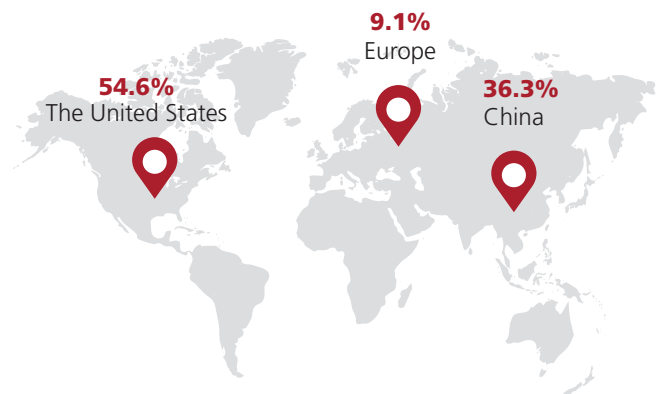 9.1%
Europe
54.6%
The United States
36.3%
China